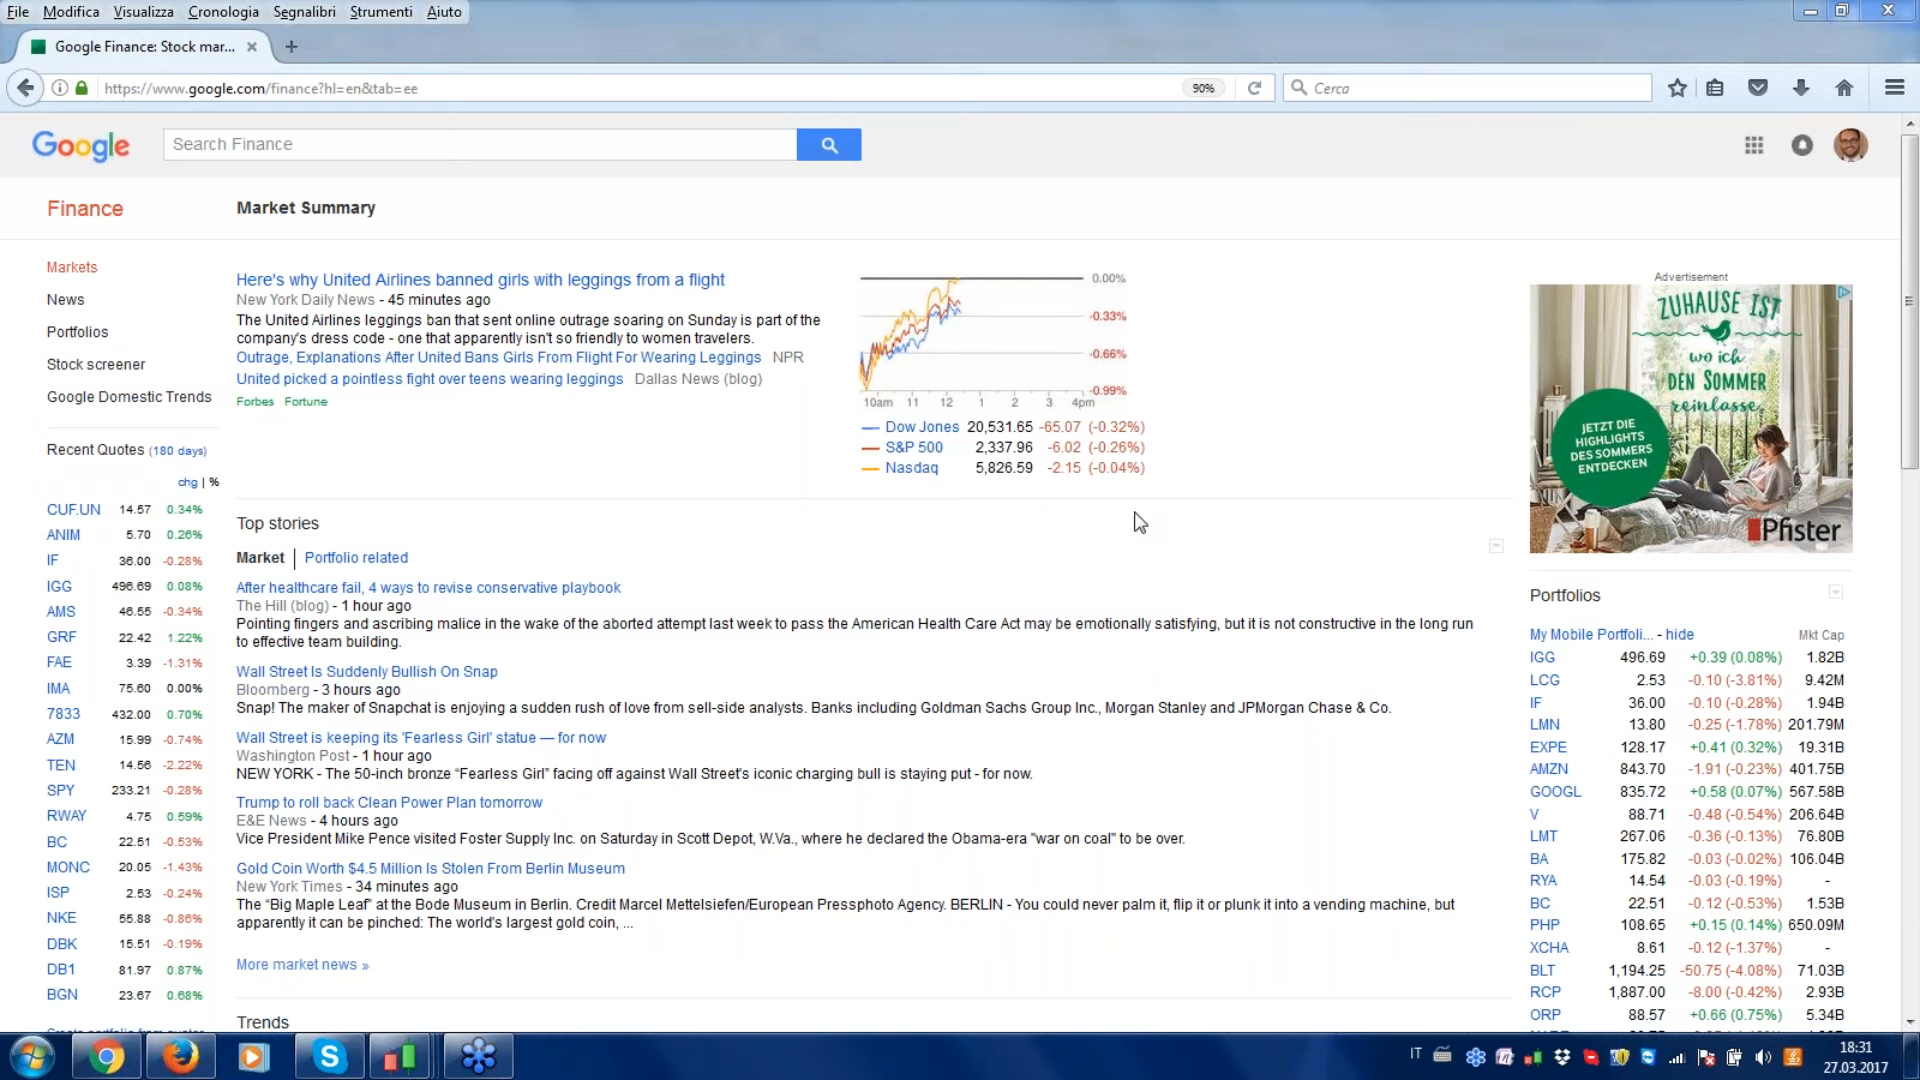 File Modifica Visualizza Cronologia Segnalibri Strumenti Aiuto
Google Finance: Stock mar...
https://www.google.com/finance?hl=en&tab=ee 90% Cerca
Google Search Finance
Finance Market Summary
Markets
News
Portfolios
Stock screener
Google Domestic Trends
Recent Quotes (180 days)
chg | %
CUF.UN 14.57 0.34%
ANIM 5.70 0.26%
IF 36.00 -0.28%
IGG 496.69 0.08%
AMS 46.55 -0.34%
GRF 22.42 1.22%
FAE 3.39 -1.31%
IMA 75.60 0.00%
7833 432.00 0.70%
AZM 15.99 -0.74%
TEN 14.56 -2.22%
SPY 233.21 -0.28%
RWAY 4.75 0.59%
BC 22.51 -0.53%
MONC 20.05 -1.43%
ISP 2.53 -0.24%
NKE 55.88 -0.86%
DBK 15.51 -0.19%
DB1 81.97 0.87%
BGN 23.67 0.68%
Here's why United Airlines banned girls with leggings from a flight
New York Daily News - 45 minutes ago
The United Airlines leggings ban that sent online outrage soaring on Sunday is part of the
company's dress code - one that apparently isn't so friendly to women travelers.
Outrage, Explanations After United Bans Girls From Flight For Wearing Leggings NPR
United picked a pointless fight over teens wearing leggings Dallas News (blog)
Forbes Fortune
0.00%
-0.33%
-0.66%
-0.99%
10am 11 12 1 2 3 4pm
Dow Jones 20,531.65 -65.07 (-0.32%)
S&P 500 2,337.96 -6.02 (-0.26%)
Nasdaq 5,826.59 -2.15 (-0.04%)
Top stories
Market | Portfolio related
After healthcare fail, 4 ways to revise conservative playbook
The Hill (blog) - 1 hour ago
Pointing fingers and ascribing malice in the wake of the aborted attempt last week to pass the American Health Care Act may be emotionally satisfying, but it is not constructive in the long run
to effective team building.
Wall Street Is Suddenly Bullish On Snap
Bloomberg - 3 hours ago
Snap! The maker of Snapchat is enjoying a sudden rush of love from sell-side analysts. Banks including Goldman Sachs Group Inc., Morgan Stanley and JPMorgan Chase & Co.
Wall Street is keeping its 'Fearless Girl' statue — for now
Washington Post - 1 hour ago
NEW YORK - The 50-inch bronze “Fearless Girl” facing off against Wall Street's iconic charging bull is staying put - for now.
Trump to roll back Clean Power Plan tomorrow
E&E News - 4 hours ago
Vice President Mike Pence visited Foster Supply Inc. on Saturday in Scott Depot, W.Va., where he declared the Obama-era "war on coal" to be over.
Gold Coin Worth $4.5 Million Is Stolen From Berlin Museum
New York Times - 34 minutes ago
The “Big Maple Leaf” at the Bode Museum in Berlin. Credit Marcel Mettelsiefen/European Pressphoto Agency. BERLIN - You could never palm it, flip it or plunk it into a vending machine, but
apparently it can be pinched: The world's largest gold coin, ...
More market news »
Trends
Advertisement
ZUHAUSE IST
wo ich
DEN SOMMER
reinlasse.
JETZT DIE
HIGHLIGHTS
DES SOMMERS
ENTDECKEN
Pfister
Portfolios
My Mobile Portfoli... - hide Mkt Cap
IGG 496.69 +0.39 (0.08%) 1.82B
LCG 2.53 -0.10 (-3.81%) 9.42M
IF 36.00 -0.10 (-0.28%) 1.94B
LMN 13.80 -0.25 (-1.78%) 201.79M
EXPE 128.17 +0.41 (0.32%) 19.31B
AMZN 843.70 -1.91 (-0.23%) 401.75B
GOOGL 835.72 +0.58 (0.07%) 567.58B
V 88.71 -0.48 (-0.54%) 206.64B
LMT 267.06 -0.36 (-0.13%) 76.80B
BA 175.82 -0.03 (-0.02%) 106.04B
RYA 14.54 -0.03 (-0.19%) -
BC 22.51 -0.12 (-0.53%) 1.53B
PHP 108.65 +0.15 (0.14%) 650.09M
XCHA 8.61 -0.12 (-1.37%) -
BLT 1,194.25 -50.75 (-4.08%) 71.03B
RCP 1,887.00 -8.00 (-0.42%) 2.93B
ORP 88.57 +0.66 (0.75%) 5.34B
IT 18:31
27.03.2017